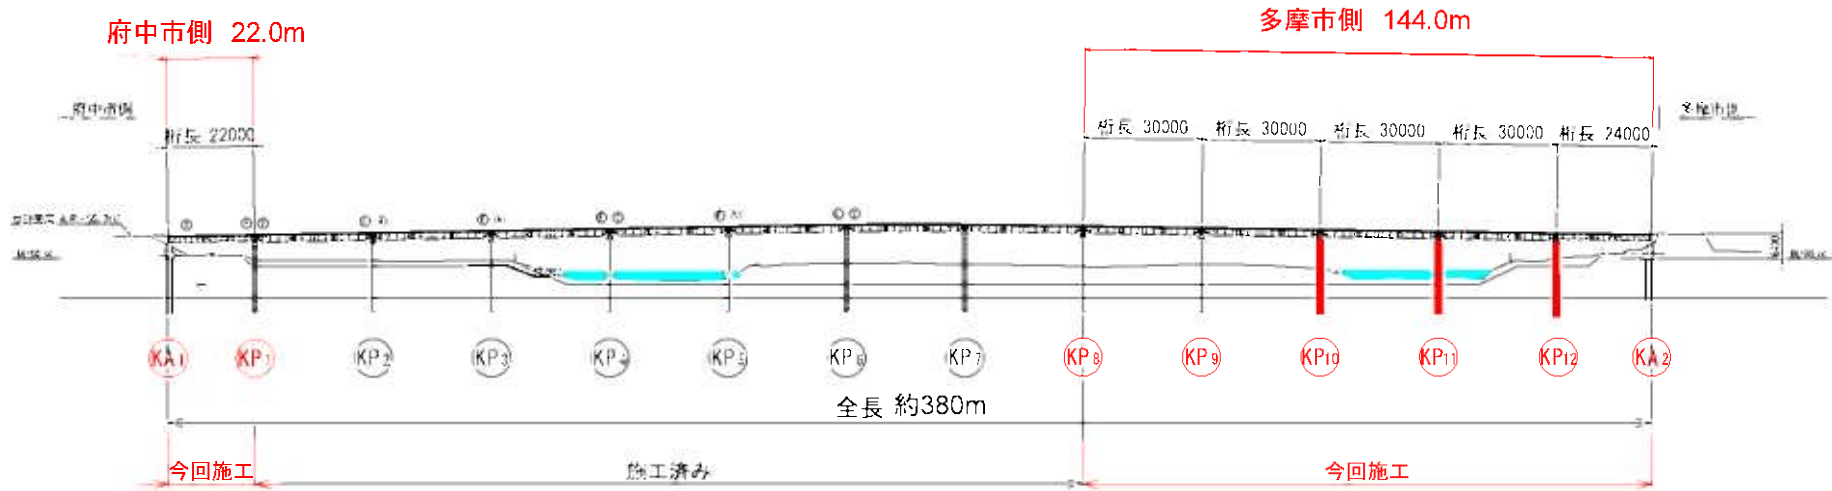 府中市側 22.0m
多摩市側 144.0m
府中市側
多摩市側
桁長 22000
桁長 30000
桁長 30000
桁長 30000
桁長 30000
桁長 24000
KA1
KP1
KP2
KP3
KP4
KP5
KP6
KP7
KP8
KP9
KP10
KP11
KP12
KA2
全長 約380m
今回施工
施工済み
今回施工